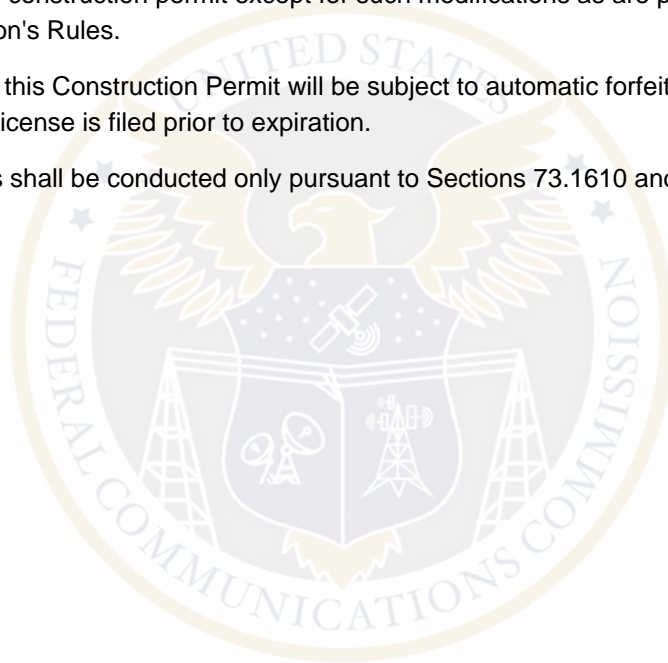 construction permit except for such modifications as are p
on's Rules.
this Construction Permit will be subject to automatic forfeit
icense is filed prior to expiration.
s shall be conducted only pursuant to Sections 73.1610 and
UNITED STATES
FEDERAL COMMUNICATIONS COMMISSION